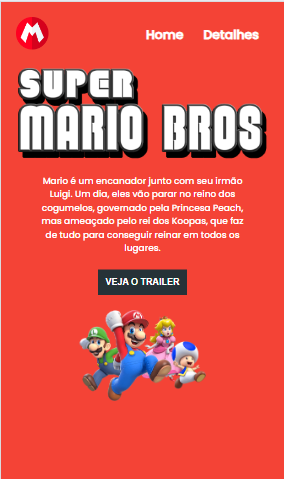 M
Home Detalhes
SUPER
MARIO BROS
Mario é um encanador junto com seu irmão
Luigi. Um dia, eles vão parar no reino dos
cogumelos, governado pela Princesa Peach,
mas ameaçado pelo rei dos Koopas, que faz
de tudo para conseguir reinar em todos os
lugares.
VEJA O TRAILER